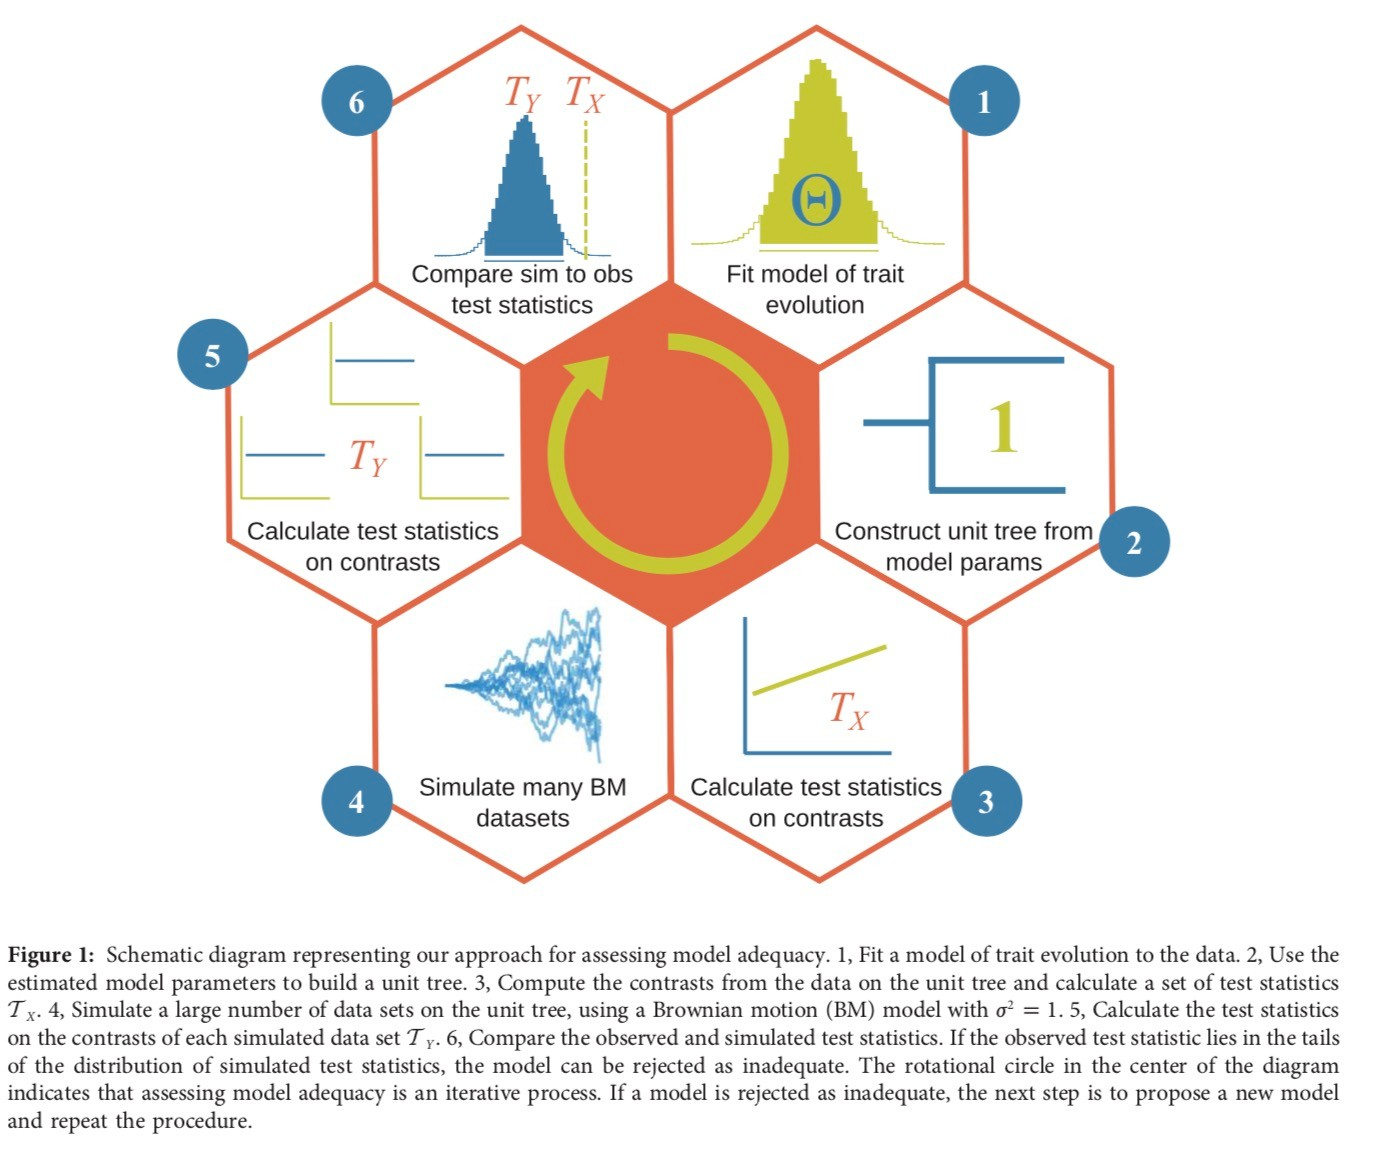 6
T_Y T_X
Compare sim to obs
test statistics
1
Θ
Fit model of trait
evolution
5
T_Y
Calculate test statistics
on contrasts
1
Construct unit tree from
model params
2
4
Simulate many BM
datasets
T_X
Calculate test statistics
on contrasts
3
Figure 1: Schematic diagram representing our approach for assessing model adequacy. 1, Fit a model of trait evolution to the data. 2, Use the
estimated model parameters to build a unit tree. 3, Compute the contrasts from the data on the unit tree and calculate a set of test statistics
𝒯_X. 4, Simulate a large number of data sets on the unit tree, using a Brownian motion (BM) model with σ² = 1. 5, Calculate the test statistics
on the contrasts of each simulated data set 𝒯_Y. 6, Compare the observed and simulated test statistics. If the observed test statistic lies in the tails
of the distribution of simulated test statistics, the model can be rejected as inadequate. The rotational circle in the center of the diagram
indicates that assessing model adequacy is an iterative process. If a model is rejected as inadequate, the next step is to propose a new model
and repeat the procedure.